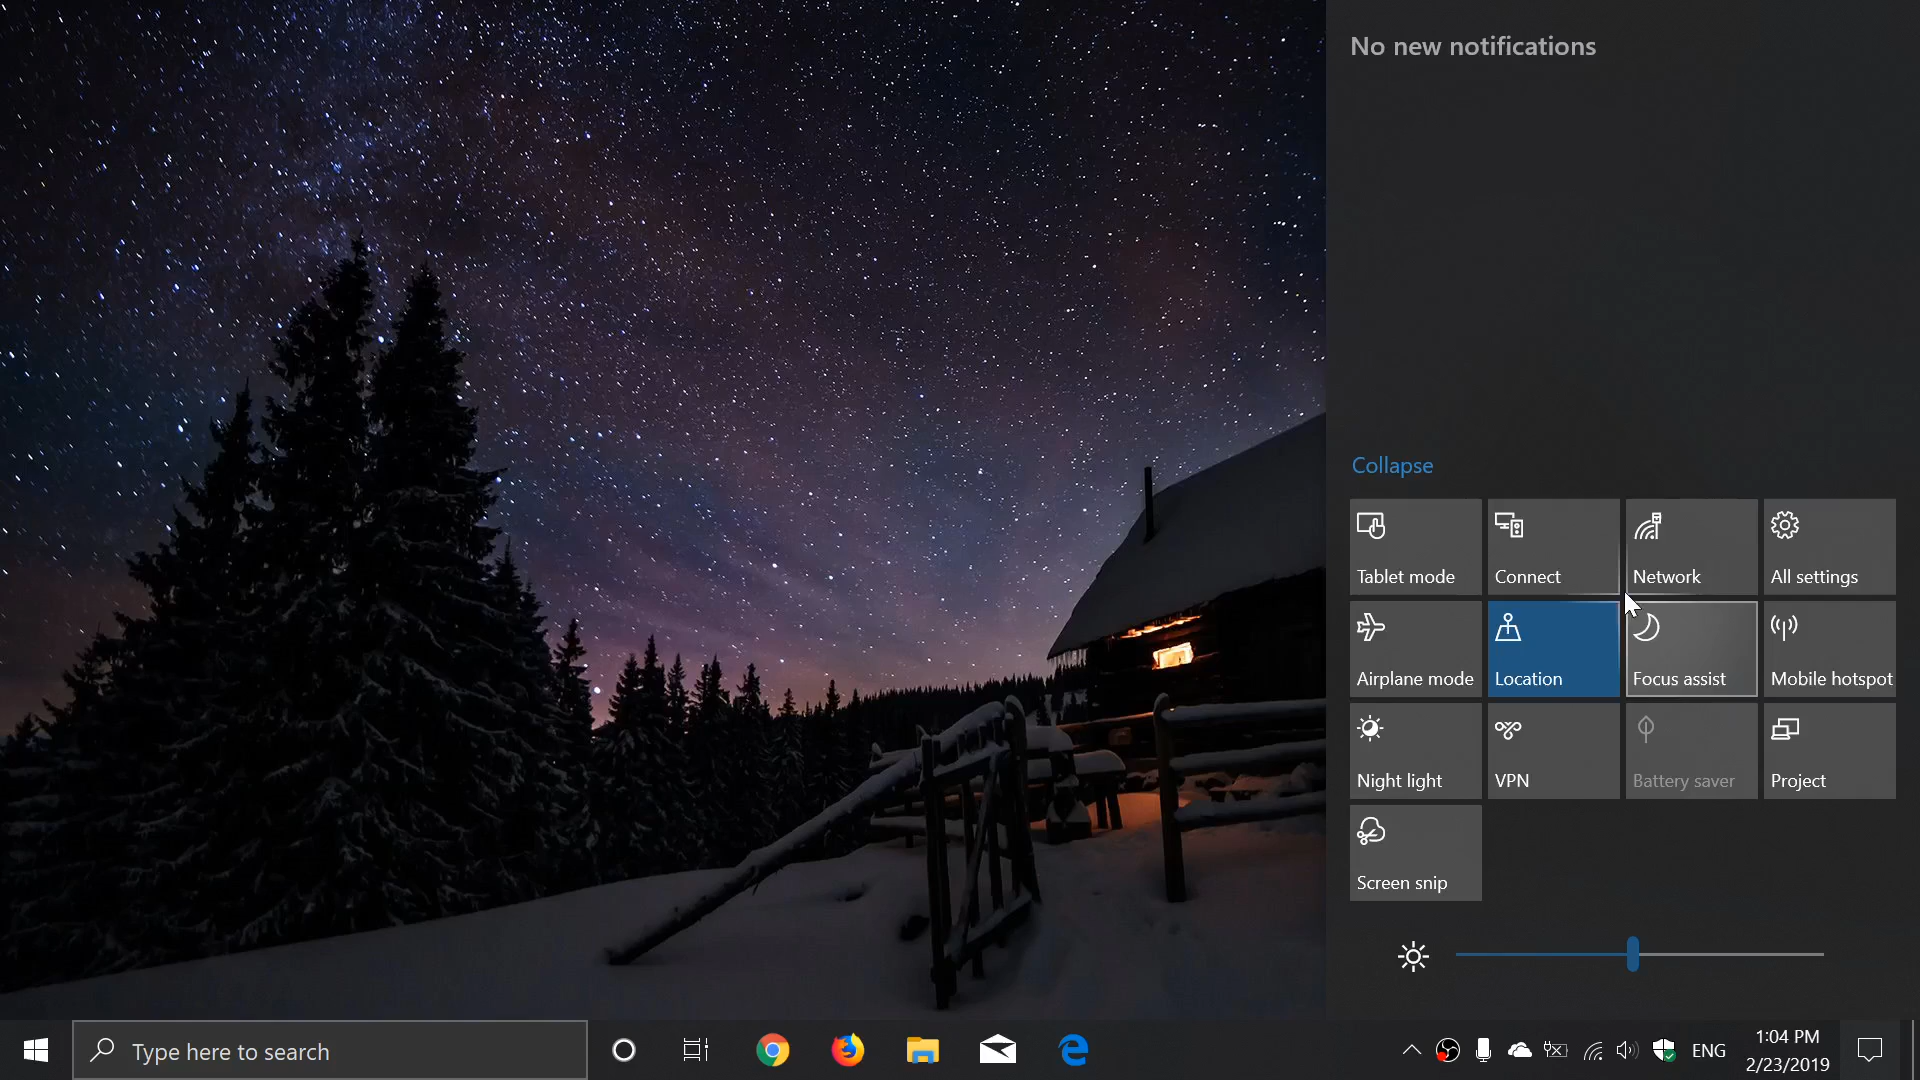 No new notifications
Collapse
Tablet mode
Connect
Network
All settings
Airplane mode
Location
Focus assist
Mobile hotspot
Night light
VPN
Battery saver
Project
Screen snip
Type here to search
ENG
1:04 PM
2/23/2019